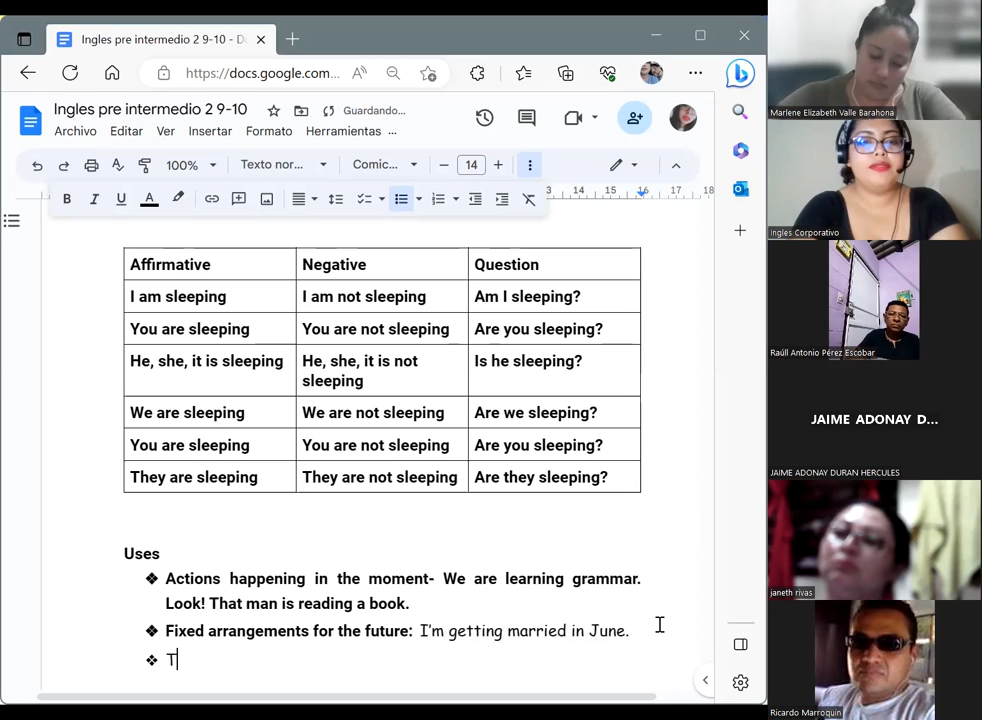 Ingles pre intermedio 2 9-10 - Do
https://docs.google.com...
Ingles pre intermedio 2 9-10
Guardando...
Archivo Editar Ver Insertar Formato Herramientas ...
100% Texto nor... Comic... 14
13 14 15 16 17 18
Affirmative Negative Question
I am sleeping I am not sleeping Am I sleeping?
You are sleeping You are not sleeping Are you sleeping?
He, she, it is sleeping He, she, it is not Is he sleeping?
sleeping
We are sleeping We are not sleeping Are we sleeping?
You are sleeping You are not sleeping Are you sleeping?
They are sleeping They are not sleeping Are they sleeping?
Uses
❖ Actions happening in the moment- We are learning grammar.
Look! That man is reading a book.
❖ Fixed arrangements for the future: I'm getting married in June.
❖ T
Marlene Elizabeth Valle Barahona
Ingles Corporativo
Raúll Antonio Pérez Escobar
JAIME ADONAY D...
JAIME ADONAY DURAN HERCULES
janeth rivas
Ricardo Marroquin